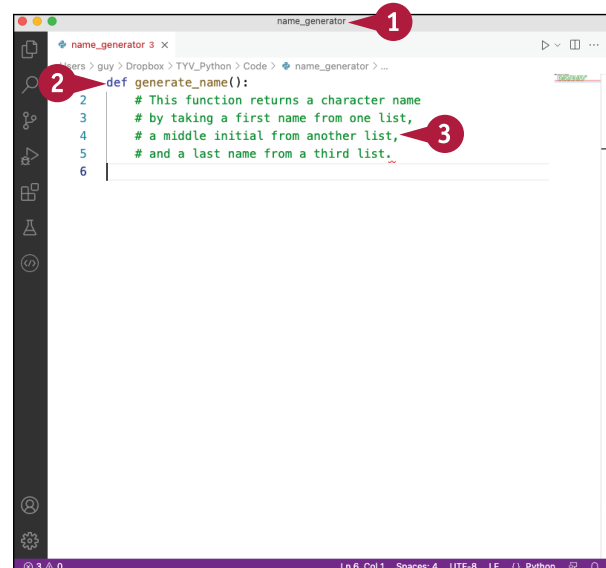 name_generator
1
name_generator 3
Users > guy > Dropbox > TYV_Python > Code > name_generator > ...
2
def generate_name():
2 # This function returns a character name
3 # by taking a first name from one list,
4 # a middle initial from another list,
3
5 # and a last name from a third list.
6
3 0 Ln 6, Col 1 Spaces: 4 UTF-8 LF {} Python